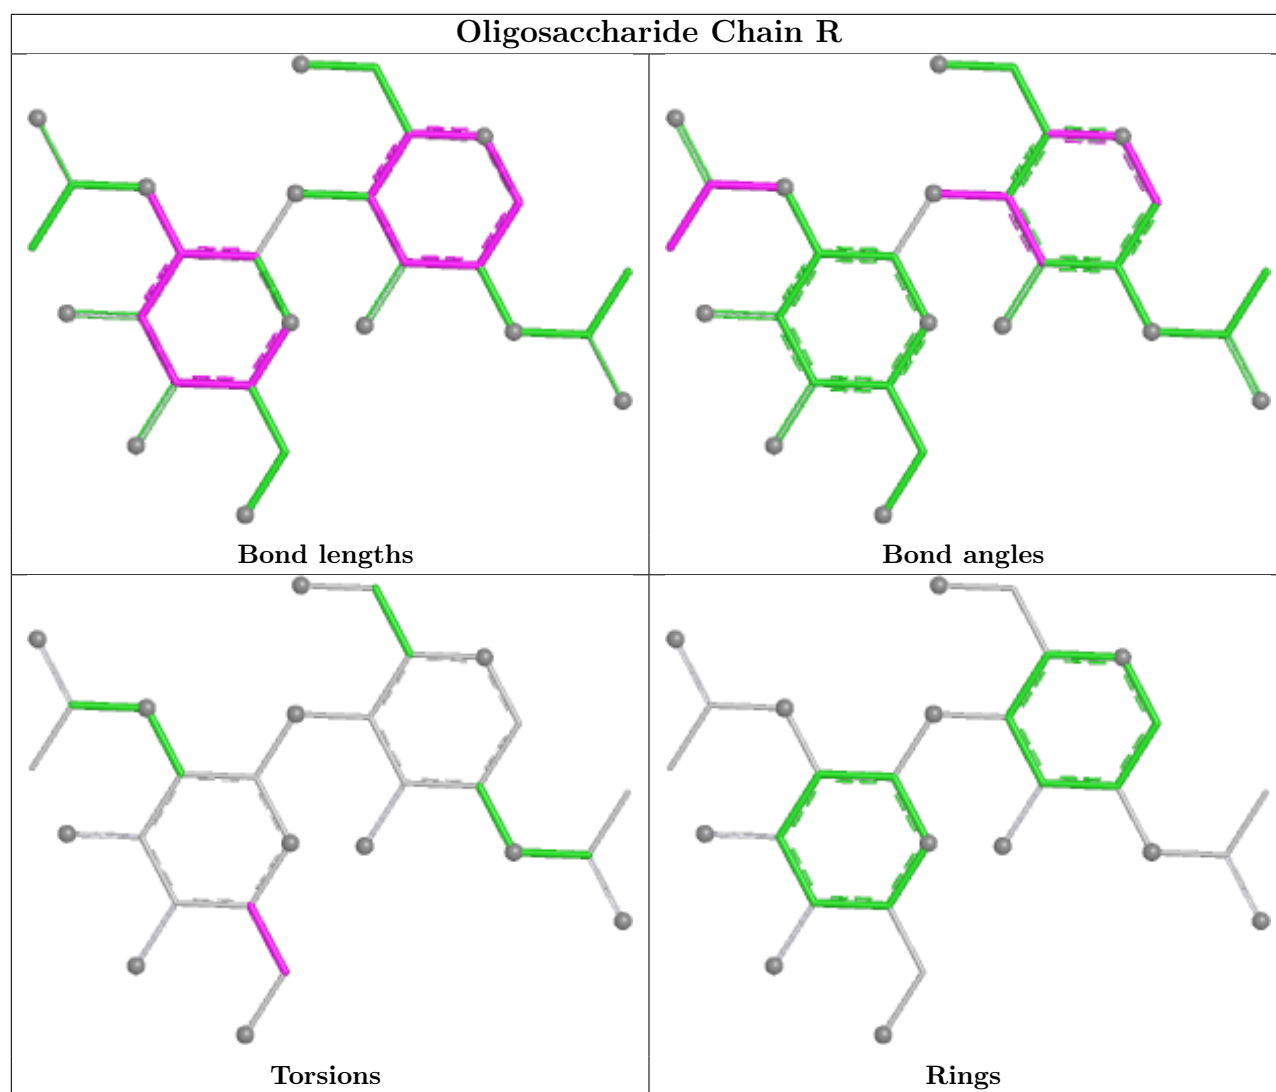 Oligosaccharide Chain R
Bond lengths
Bond angles
Torsions
Rings